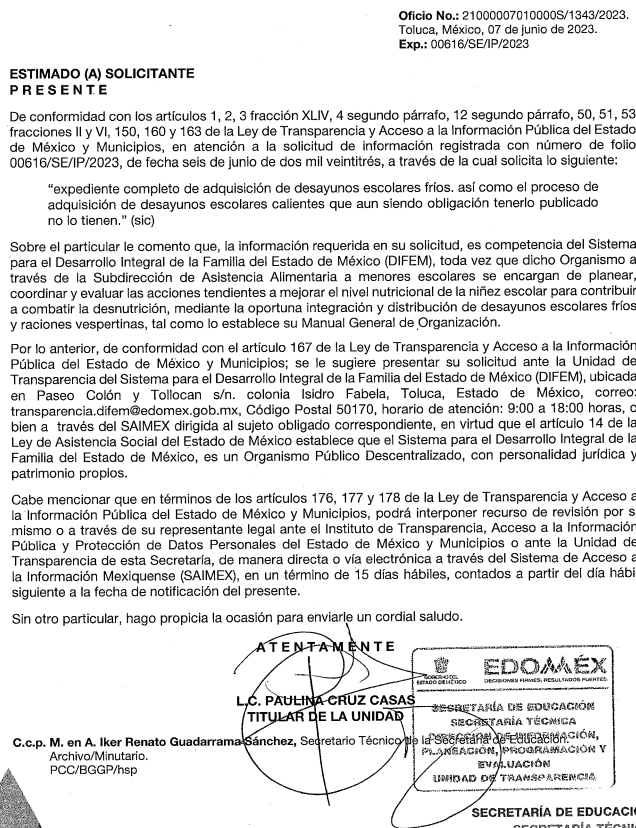 Oficio No.: 21000007010000S/1343/2023.
Toluca, México, 07 de junio de 2023.
Exp.: 00616/SE/IP/2023
ESTIMADO (A) SOLICITANTE
P R E S E N T E
De conformidad con los artículos 1, 2, 3 fracción XLIV, 4 segundo párrafo, 12 segundo párrafo, 50, 51, 53
fracciones II y VI, 150, 160 y 163 de la Ley de Transparencia y Acceso a la Información Pública del Estado
de México y Municipios, en atención a la solicitud de información registrada con número de folio
00616/SE/IP/2023, de fecha seis de junio de dos mil veintitrés, a través de la cual solicita lo siguiente:
“expediente completo de adquisición de desayunos escolares fríos. así como el proceso de
adquisición de desayunos escolares calientes que aun siendo obligación tenerlo publicado
no lo tienen.” (sic)
Sobre el particular le comento que, la información requerida en su solicitud, es competencia del Sistema
para el Desarrollo Integral de la Familia del Estado de México (DIFEM), toda vez que dicho Organismo a
través de la Subdirección de Asistencia Alimentaria a menores escolares se encargan de planear,
coordinar y evaluar las acciones tendientes a mejorar el nivel nutricional de la niñez escolar para contribuir
a combatir la desnutrición, mediante la oportuna integración y distribución de desayunos escolares fríos
y raciones vespertinas, tal como lo establece su Manual General de Organización.
Por lo anterior, de conformidad con el artículo 167 de la Ley de Transparencia y Acceso a la Información
Pública del Estado de México y Municipios; se le sugiere presentar su solicitud ante la Unidad de
Transparencia del Sistema para el Desarrollo Integral de la Familia del Estado de México (DIFEM), ubicada
en Paseo Colón y Tollocan s/n. colonia Isidro Fabela, Toluca, Estado de México, correo:
transparencia.difem@edomex.gob.mx, Código Postal 50170, horario de atención: 9:00 a 18:00 horas, o
bien a través del SAIMEX dirigida al sujeto obligado correspondiente, en virtud que el artículo 14 de la
Ley de Asistencia Social del Estado de México establece que el Sistema para el Desarrollo Integral de la
Familia del Estado de México, es un Organismo Público Descentralizado, con personalidad jurídica y
patrimonio propios.
Cabe mencionar que en términos de los artículos 176, 177 y 178 de la Ley de Transparencia y Acceso a
la Información Pública del Estado de México y Municipios, podrá interponer recurso de revisión por s
mismo o a través de su representante legal ante el Instituto de Transparencia, Acceso a la Información
Pública y Protección de Datos Personales del Estado de México y Municipios o ante la Unidad de
Transparencia de esta Secretaría, de manera directa o vía electrónica a través del Sistema de Acceso a
la Información Mexiquense (SAIMEX), en un término de 15 días hábiles, contados a partir del día hábi
siguiente a la fecha de notificación del presente.
Sin otro particular, hago propicia la ocasión para enviarle un cordial saludo.
A T E N T A M E N T E
L.C. PAULINA CRUZ CASAS
TITULAR DE LA UNIDAD
GOBIERNO DEL
ESTADO DE MÉXICO
EDOMÉX
DECISIONES FIRMES, RESULTADOS FUERTES.
SECRETARÍA DE EDUCACIÓN
SECRETARÍA TÉCNICA
DIRECCIÓN DE INFORMACIÓN,
PLANEACIÓN, PROGRAMACIÓN Y
EVALUACIÓN
UNIDAD DE TRANSPARENCIA
C.c.p. M. en A. Iker Renato Guadarrama Sánchez, Secretario Técnico de la Secretaría de Educación.
Archivo/Minutario.
PCC/BGGP/hsp
SECRETARÍA DE EDUCACI
SECRETARÍA TÉCNI